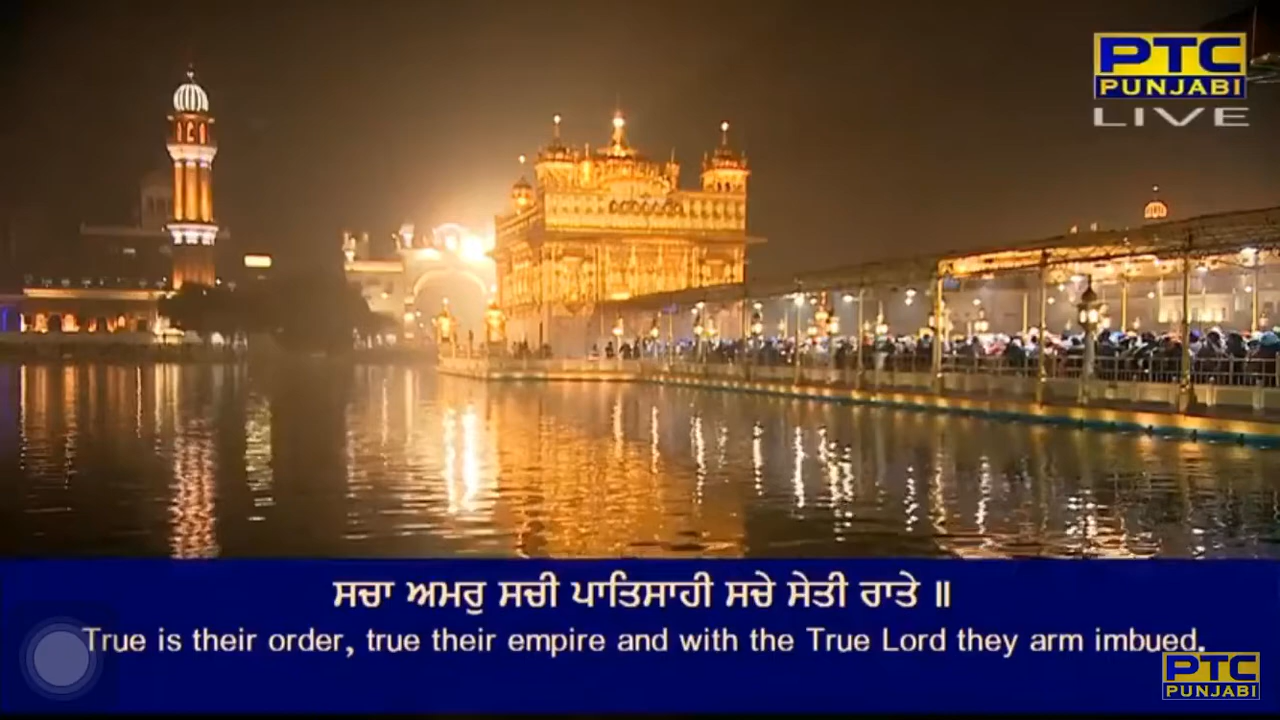 PTC
PUNJABI
LIVE
ਸਚਾ ਅਮਰੁ ਸਚੀ ਪਾਤਿਸਾਹੀ ਸਚੇ ਸੇਤੀ ਰਾਤੇ ॥
True is their order, true their empire and with the True Lord they arm imbued.
PTC
PUNJABI